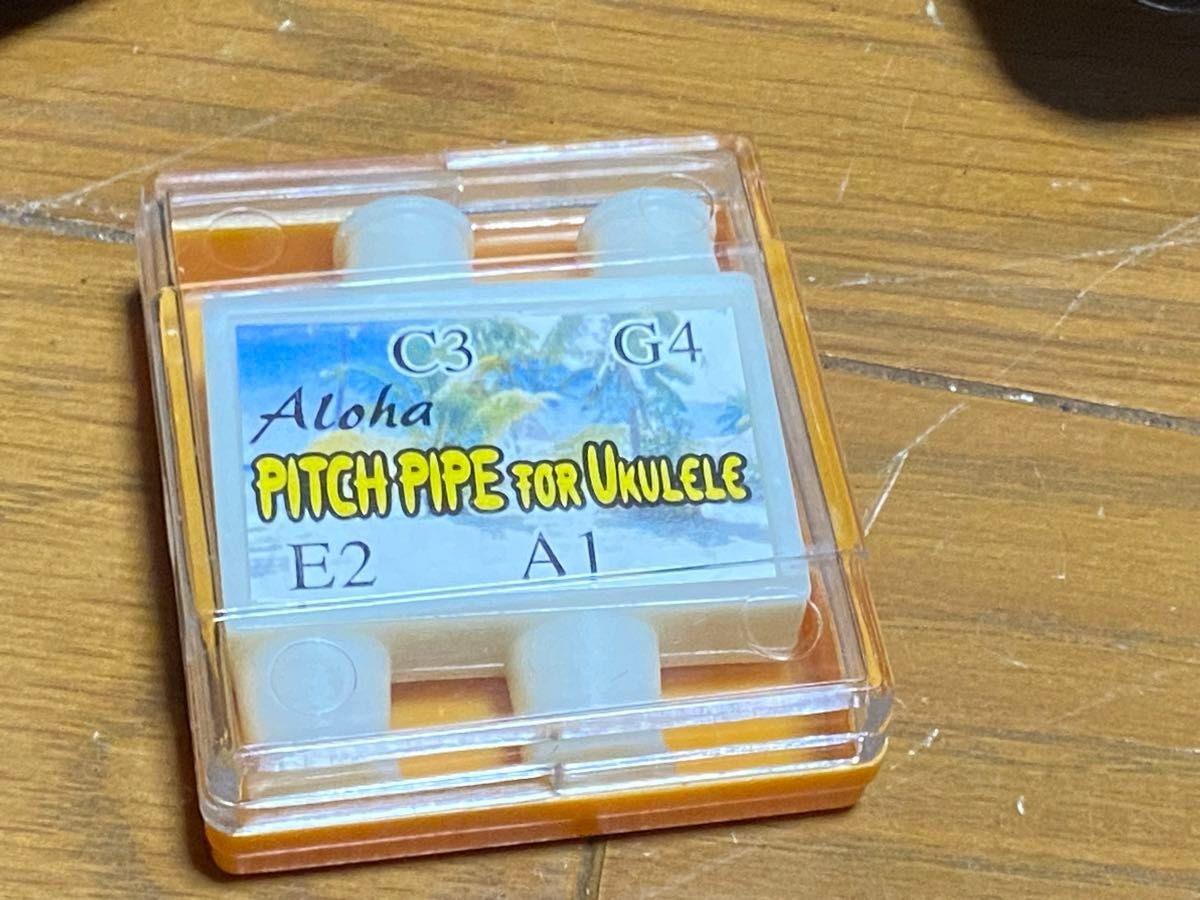 C3 G4
Aloha
PITCH PIPE FOR UKULELE
E2 A1